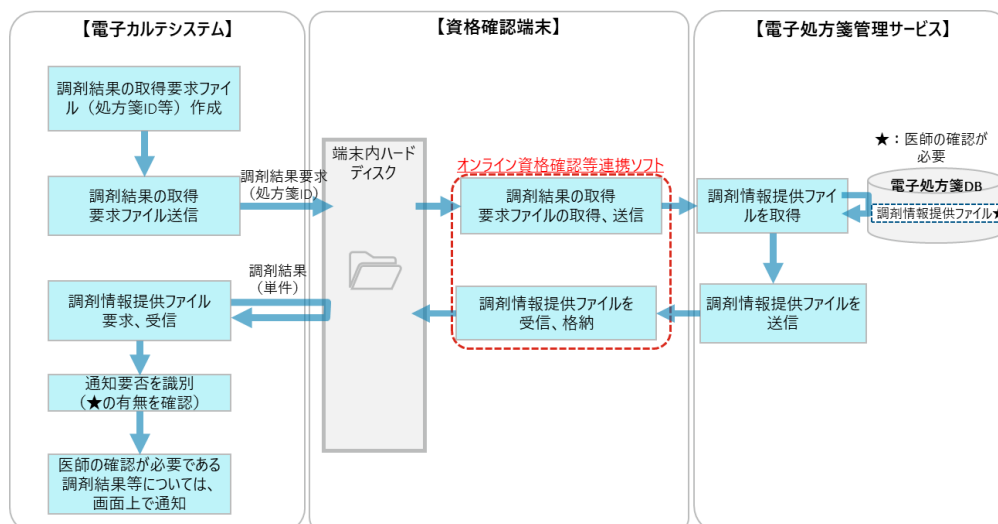 【電子カルテシステム】
調剤結果の取得要求ファイ
ル（処方箋ID等）作成
調剤結果の取得
要求ファイル送信
調剤結果要求
(処方箋ID)
調剤情報提供ファイル
要求、受信
調剤結果
（単件）
通知要否を識別
（★の有無を確認）
医師の確認が必要である
調剤結果等については、
画面上で通知
【資格確認端末】
端末内ハード
ディスク
オンライン資格確認等連携ソフト
調剤結果の取得
要求ファイルの取得、送信
調剤情報提供ファイルを
受信、格納
【電子処方箋管理サービス】
★：医師の確認が
必要
調剤情報提供ファイ
ルを取得
電子処方箋DB
調剤情報提供ファイル★
調剤情報提供ファイルを
送信